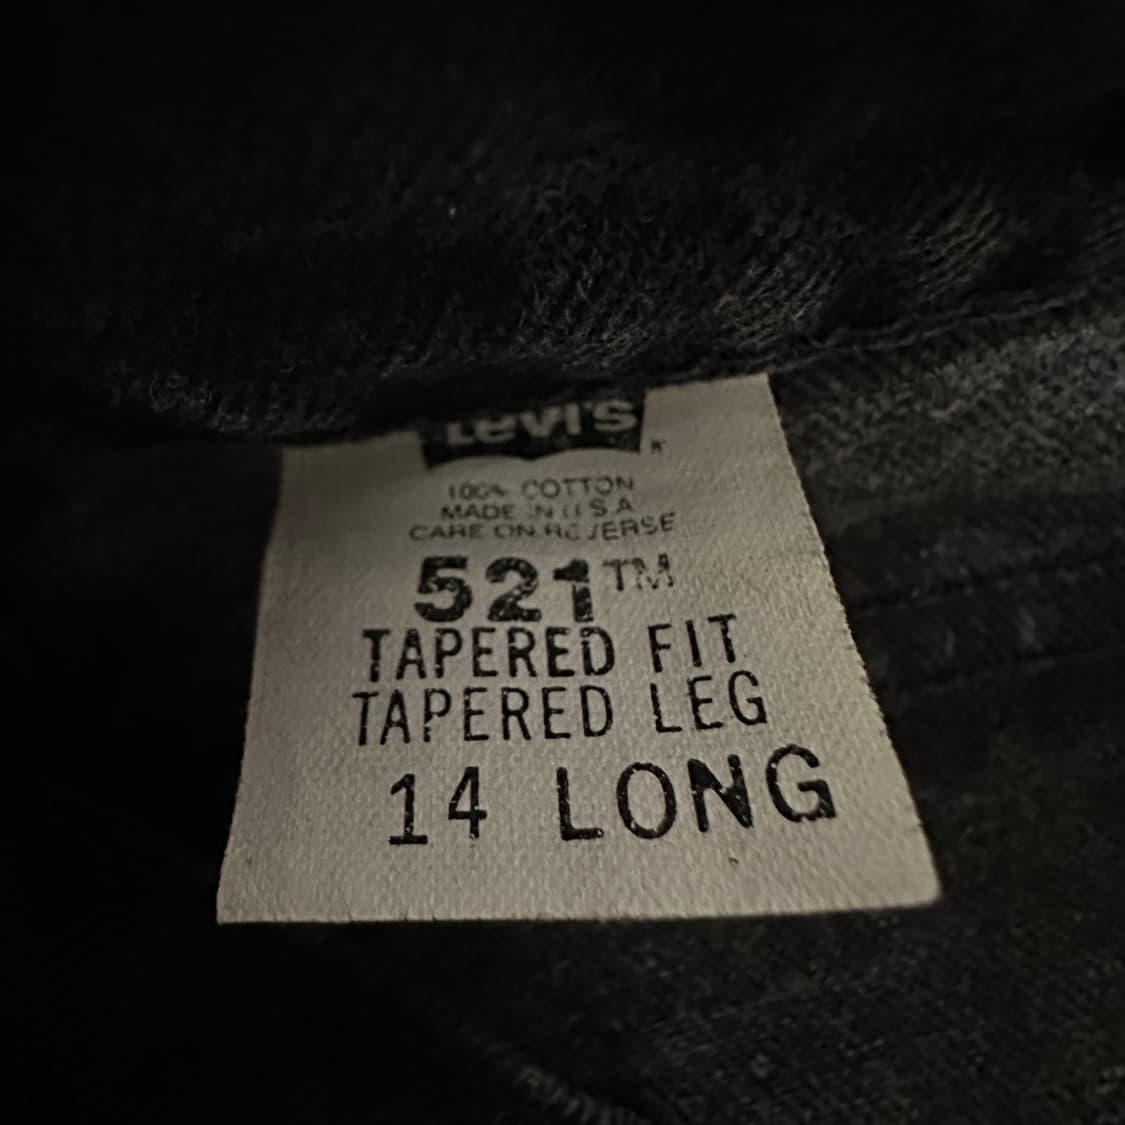 Levi's
100% COTTON
MADE IN U.S.A
CARE ON REVERSE
521™
TAPERED FIT
TAPERED LEG
14 LONG